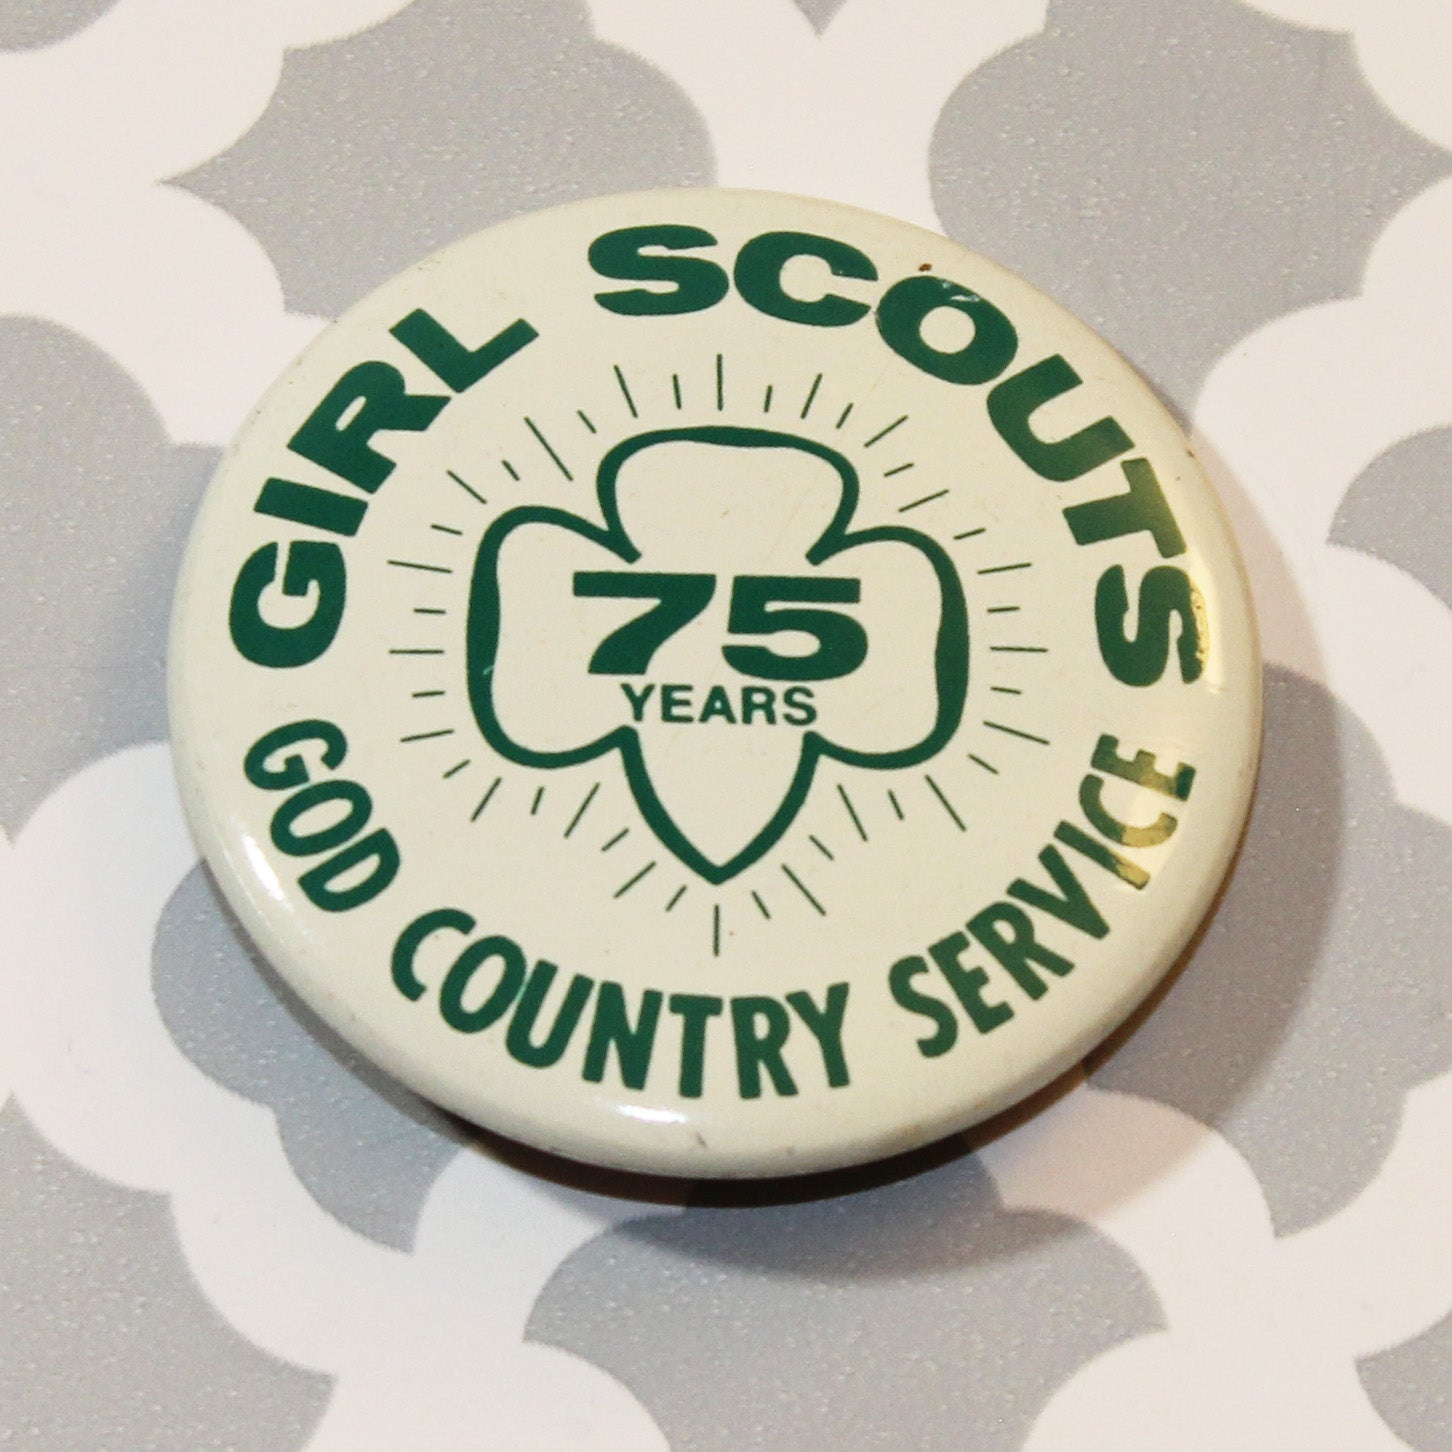 GIRL SCOUTS
75
YEARS
GOD COUNTRY SERVICE